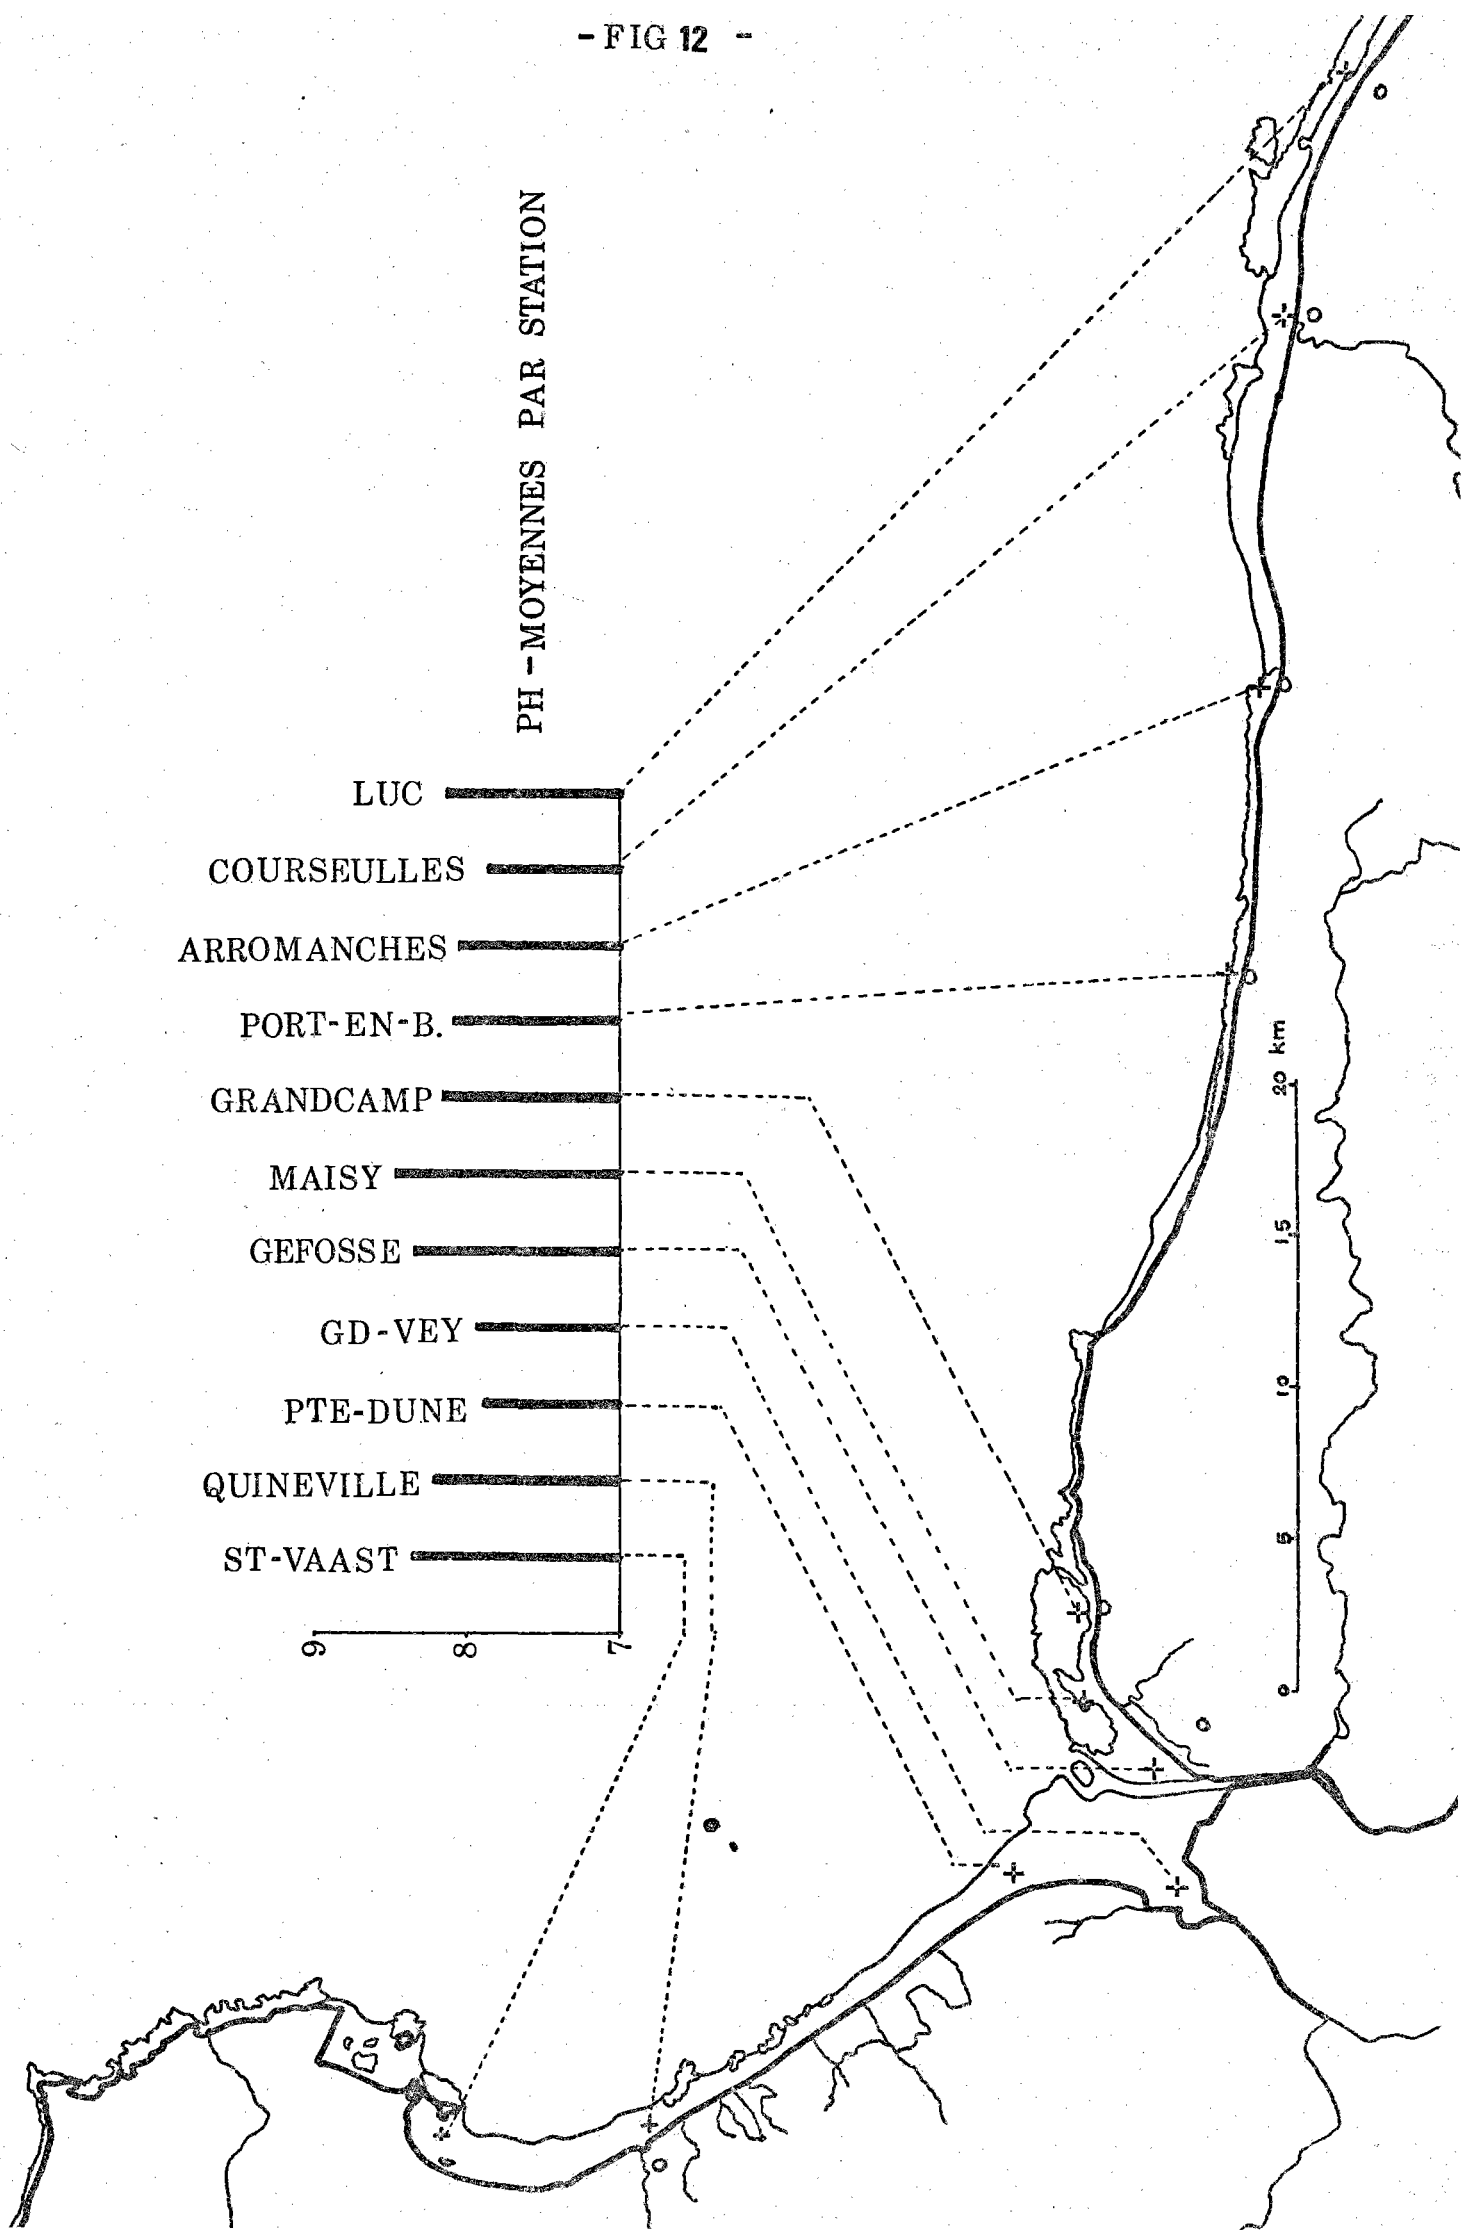 - FIG 12 -
PH - MOYENNES PAR STATION
LUC
COURSEULLES
ARROMANCHES
PORT-EN-B.
GRANDCAMP
MAISY
GEFOSSE
GD-VEY
PTE-DUNE
QUINEVILLE
ST-VAAST
9
8
7
20 km
15
10
5
0